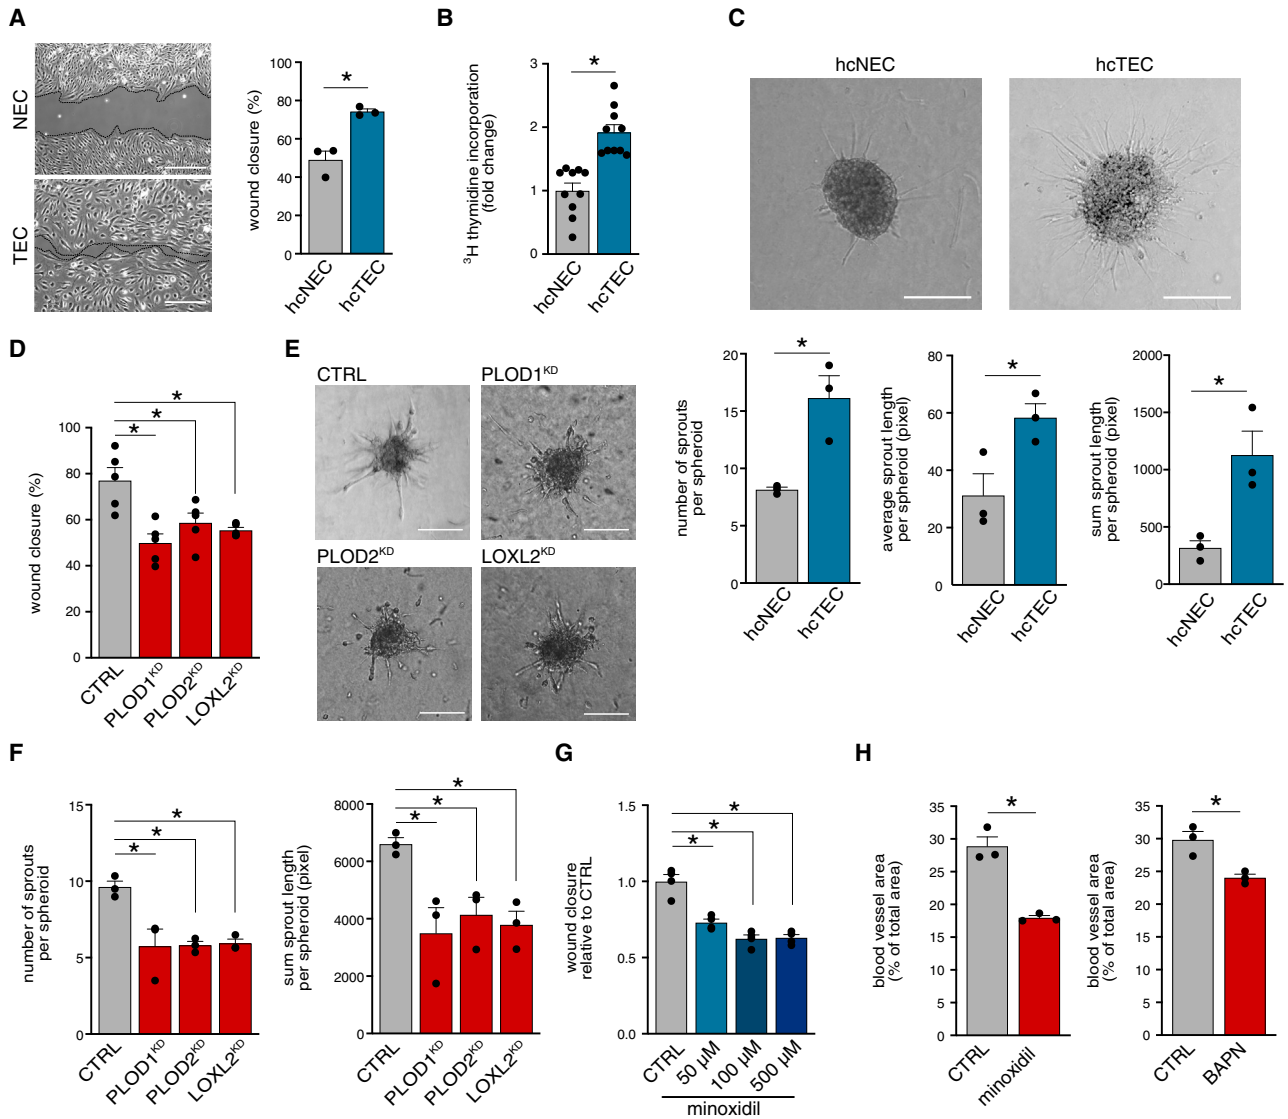 A
NEC
TEC
wound closure (%)
100
80
60
40
20
0
*
hcNEC
hcTEC
B
³H thymidine incorporation
(fold change)
3
2
1
0
*
hcNEC
hcTEC
C
hcNEC
hcTEC
number of sprouts
per spheroid
20
15
10
5
0
*
hcNEC
hcTEC
average sprout length
per spheroid (pixel)
80
60
40
20
0
*
hcNEC
hcTEC
sum sprout length
per spheroid (pixel)
2000
1500
1000
500
0
*
hcNEC
hcTEC
D
wound closure (%)
100
80
60
40
20
0
*
*
*
CTRL
PLOD1ᴷᴰ
PLOD2ᴷᴰ
LOXL2ᴷᴰ
E
CTRL
PLOD1ᴷᴰ
PLOD2ᴷᴰ
LOXL2ᴷᴰ
F
number of sprouts
per spheroid
15
10
5
0
*
*
*
CTRL
PLOD1ᴷᴰ
PLOD2ᴷᴰ
LOXL2ᴷᴰ
sum sprout length
per spheroid (pixel)
8000
6000
4000
2000
0
*
*
*
CTRL
PLOD1ᴷᴰ
PLOD2ᴷᴰ
LOXL2ᴷᴰ
G
wound closure
relative to CTRL
1.5
1.0
0.5
0.0
*
*
*
CTRL
50 µM
100 µM
500 µM
minoxidil
H
blood vessel area
(% of total area)
35
30
25
20
15
10
5
0
*
CTRL
minoxidil
blood vessel area
(% of total area)
35
30
25
20
15
10
5
0
*
CTRL
BAPN